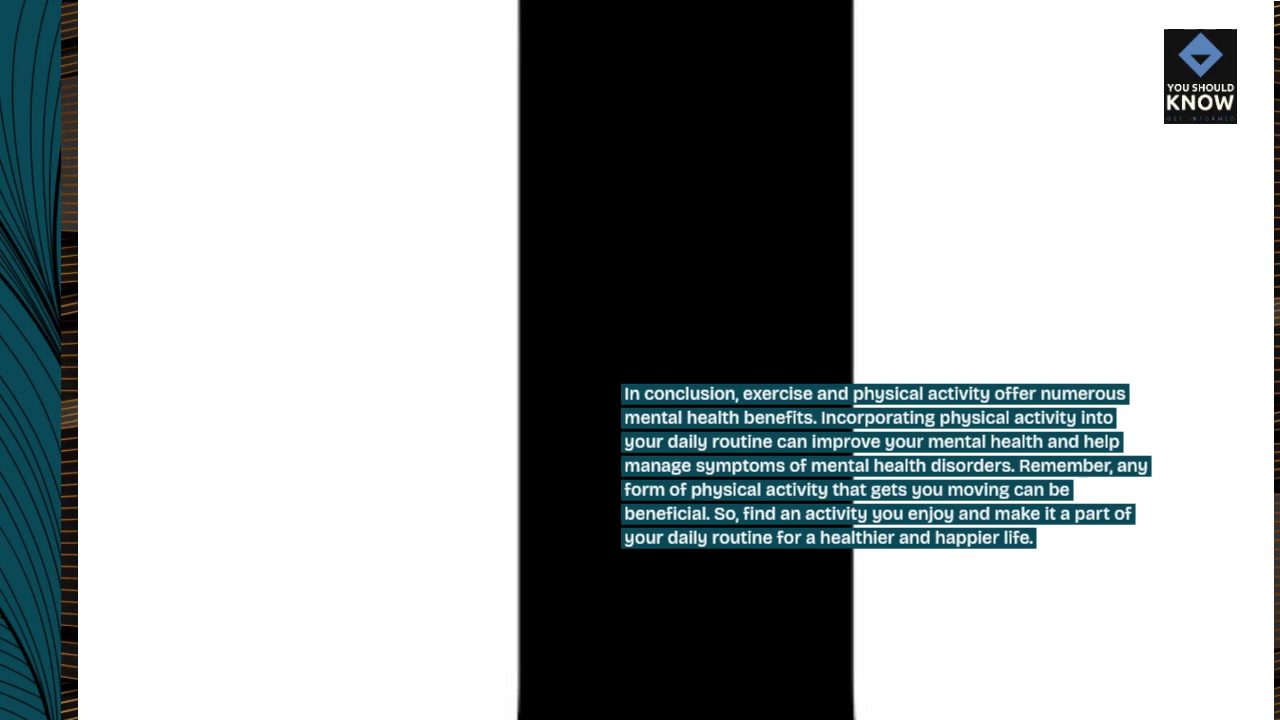 YOU SHOULD
KNOW
GET INFORMED
In conclusion, exercise and physical activity offer numerous
mental health benefits. Incorporating physical activity into
your daily routine can improve your mental health and help
manage symptoms of mental health disorders. Remember, any
form of physical activity that gets you moving can be
beneficial. So, find an activity you enjoy and make it a part of
your daily routine for a healthier and happier life.